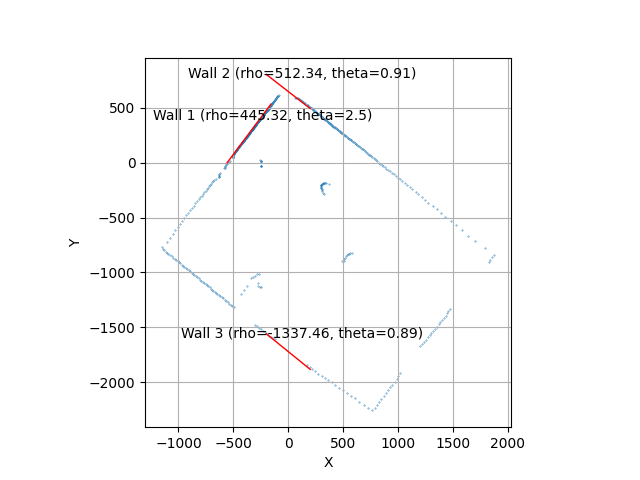 Wall 2 (rho=512.34, theta=0.91)
Wall 1 (rho=445.32, theta=2.5)
Wall 3 (rho=-1337.46, theta=0.89)
500
0
−500
−1000
−1500
−2000
Y
−1000 −500 0 500 1000 1500 2000
X